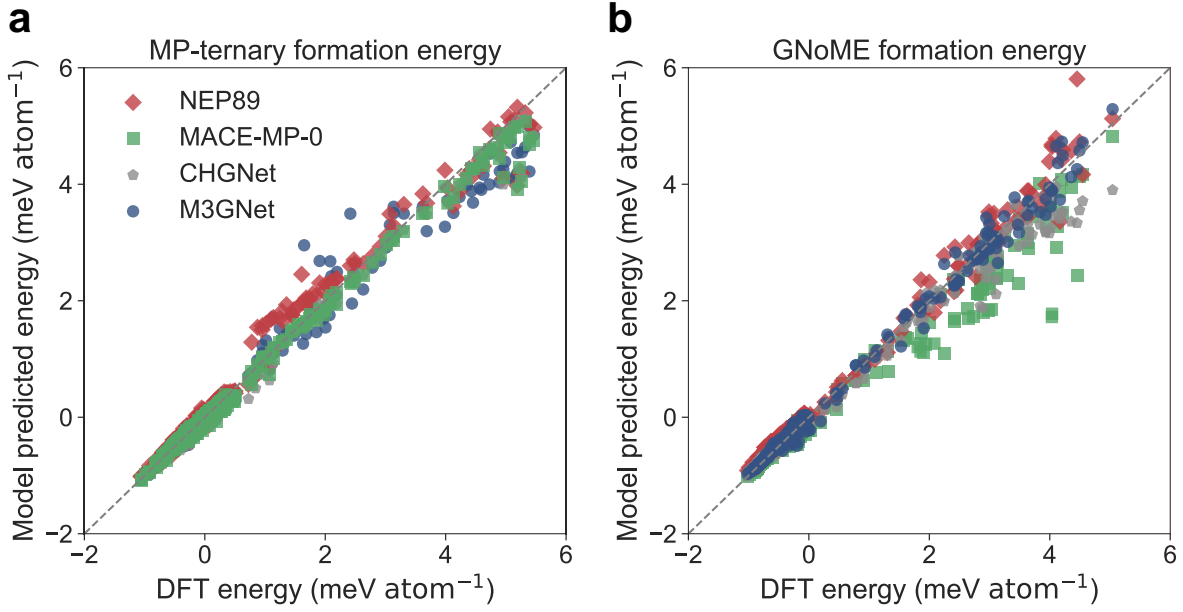 a
MP-ternary formation energy
6
4
2
0
−2
−2
0
2
4
6
Model predicted energy (meV atom⁻¹)
DFT energy (meV atom⁻¹)
NEP89
MACE-MP-0
CHGNet
M3GNet
b
GNoME formation energy
6
4
2
0
−2
−2
0
2
4
6
Model predicted energy (meV atom⁻¹)
DFT energy (meV atom⁻¹)